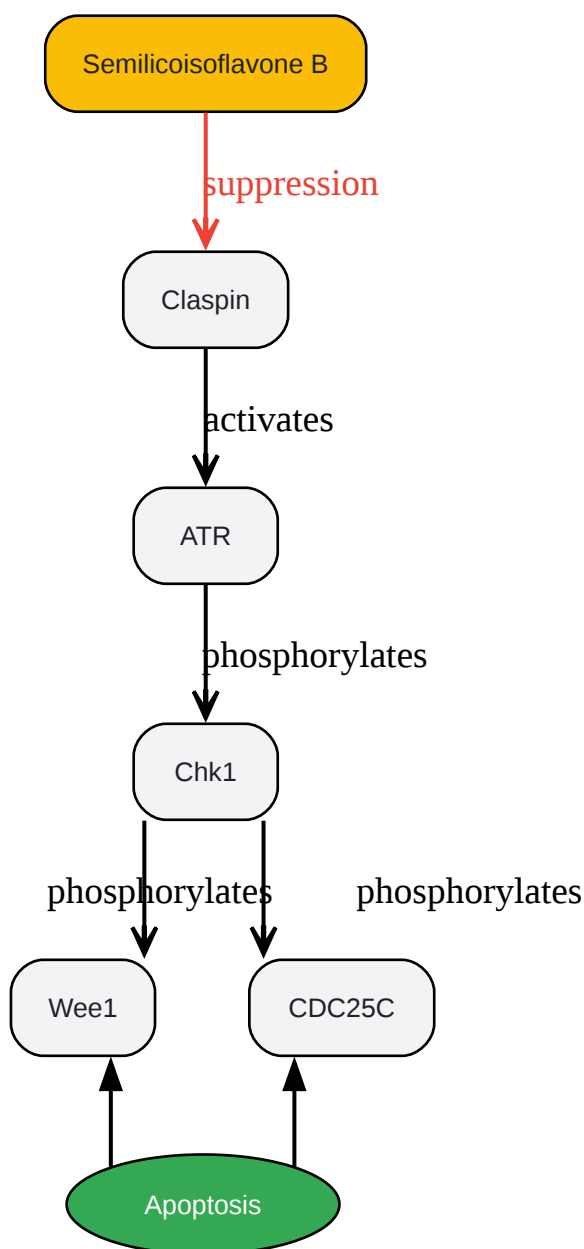 Semilicoisoflavone B
suppression
Claspin
activates
ATR
phosphorylates
Chk1
phosphorylates
phosphorylates
Wee1
CDC25C
Apoptosis